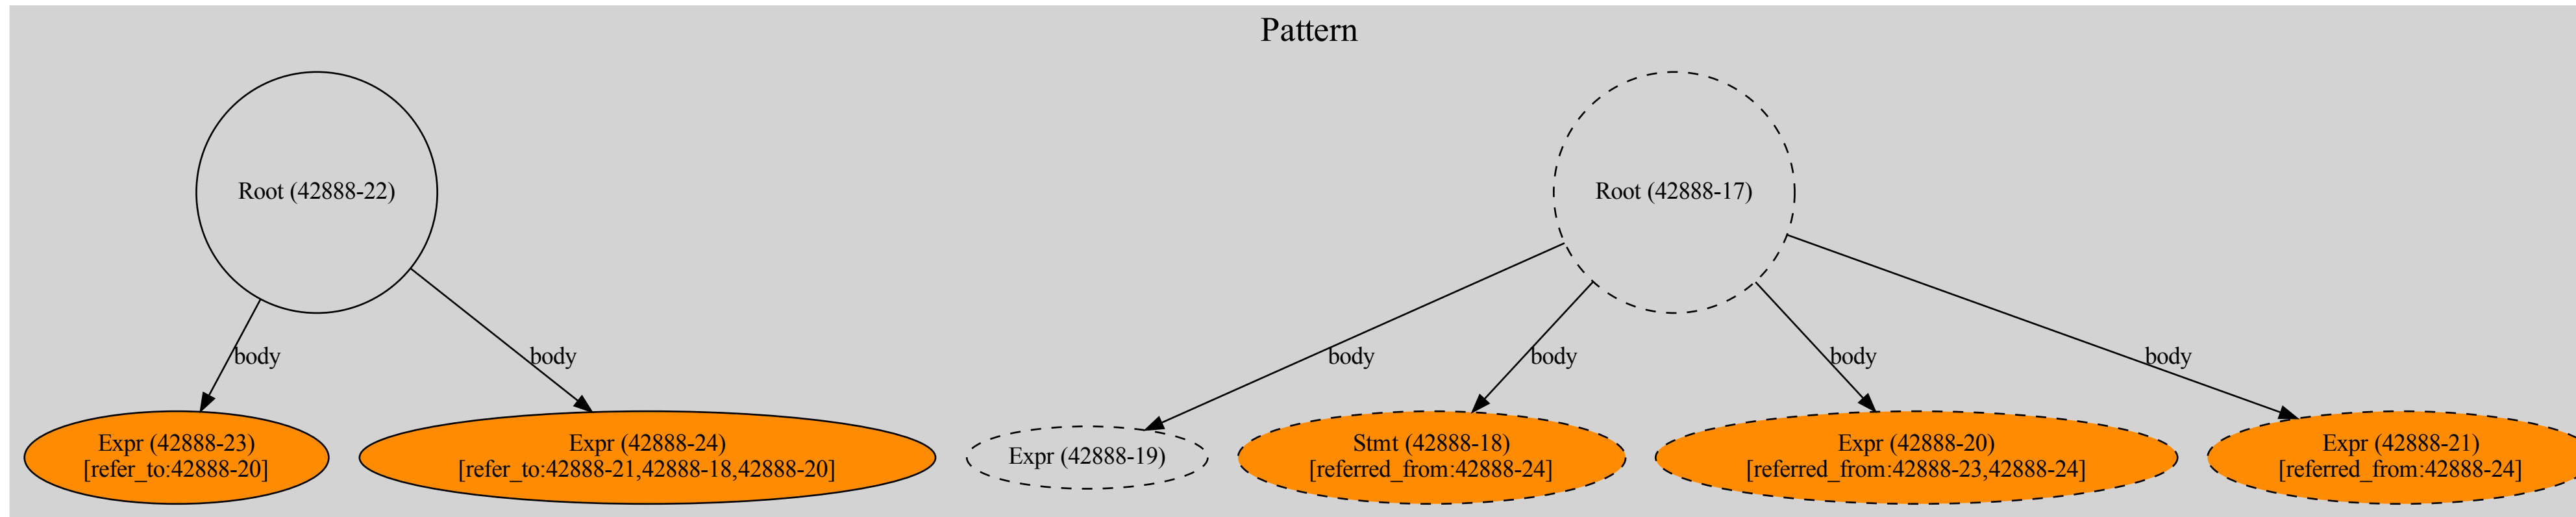 Pattern
Root (42888-22)
Root (42888-17)
body
body
body
body
body
body
Expr (42888-23)
[refer_to:42888-20]
Expr (42888-24)
[refer_to:42888-21,42888-18,42888-20]
Expr (42888-19)
Stmt (42888-18)
[referred_from:42888-24]
Expr (42888-20)
[referred_from:42888-23,42888-24]
Expr (42888-21)
[referred_from:42888-24]